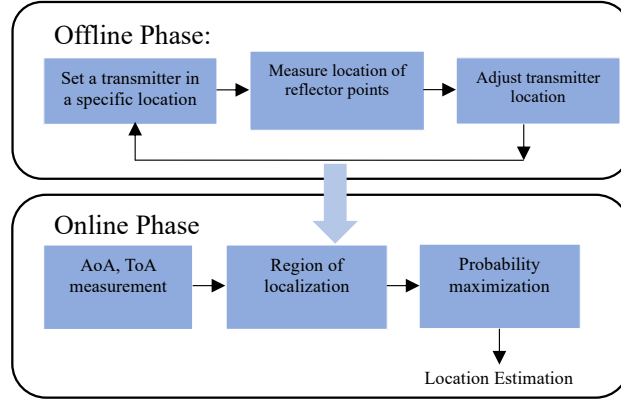 Offline Phase:
Set a transmitter in
a specific location
Measure location of
reflector points
Adjust transmitter
location
Online Phase
AoA, ToA
measurement
Region of
localization
Probability
maximization
Location Estimation